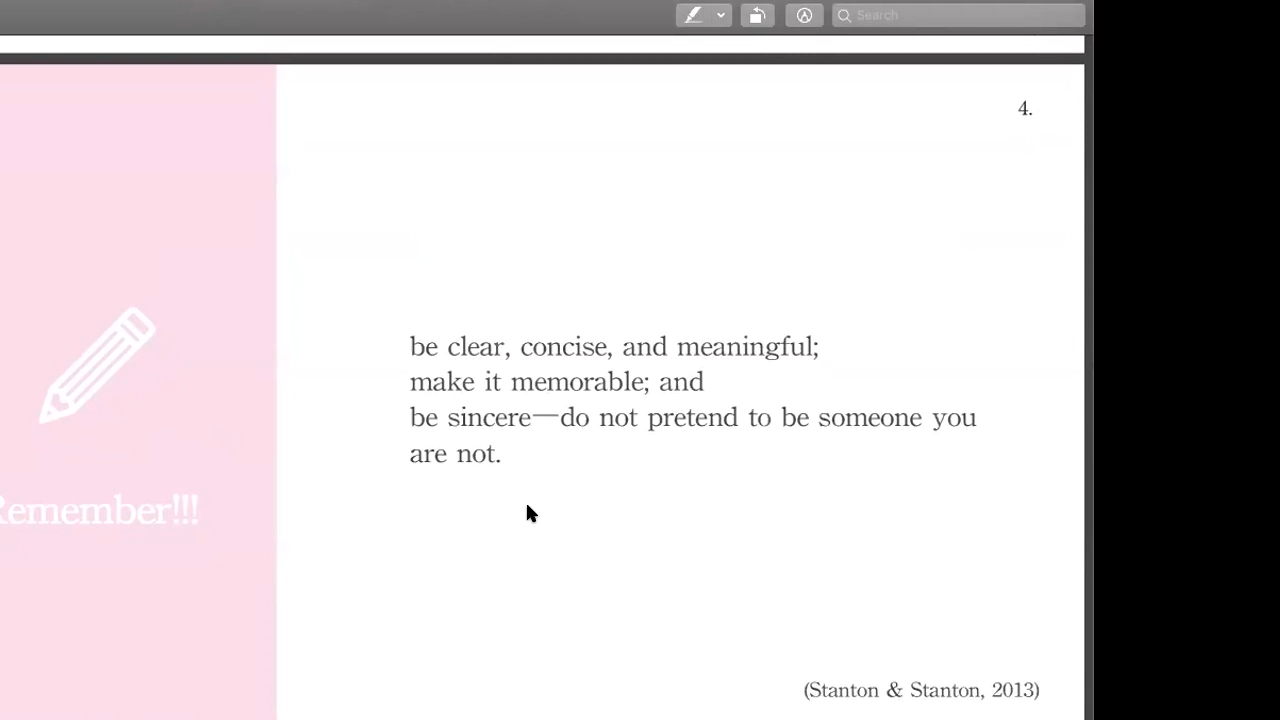 Search
4.
be clear, concise, and meaningful;
make it memorable; and
be sincere—do not pretend to be someone you
are not.
Remember!!!
(Stanton & Stanton, 2013)